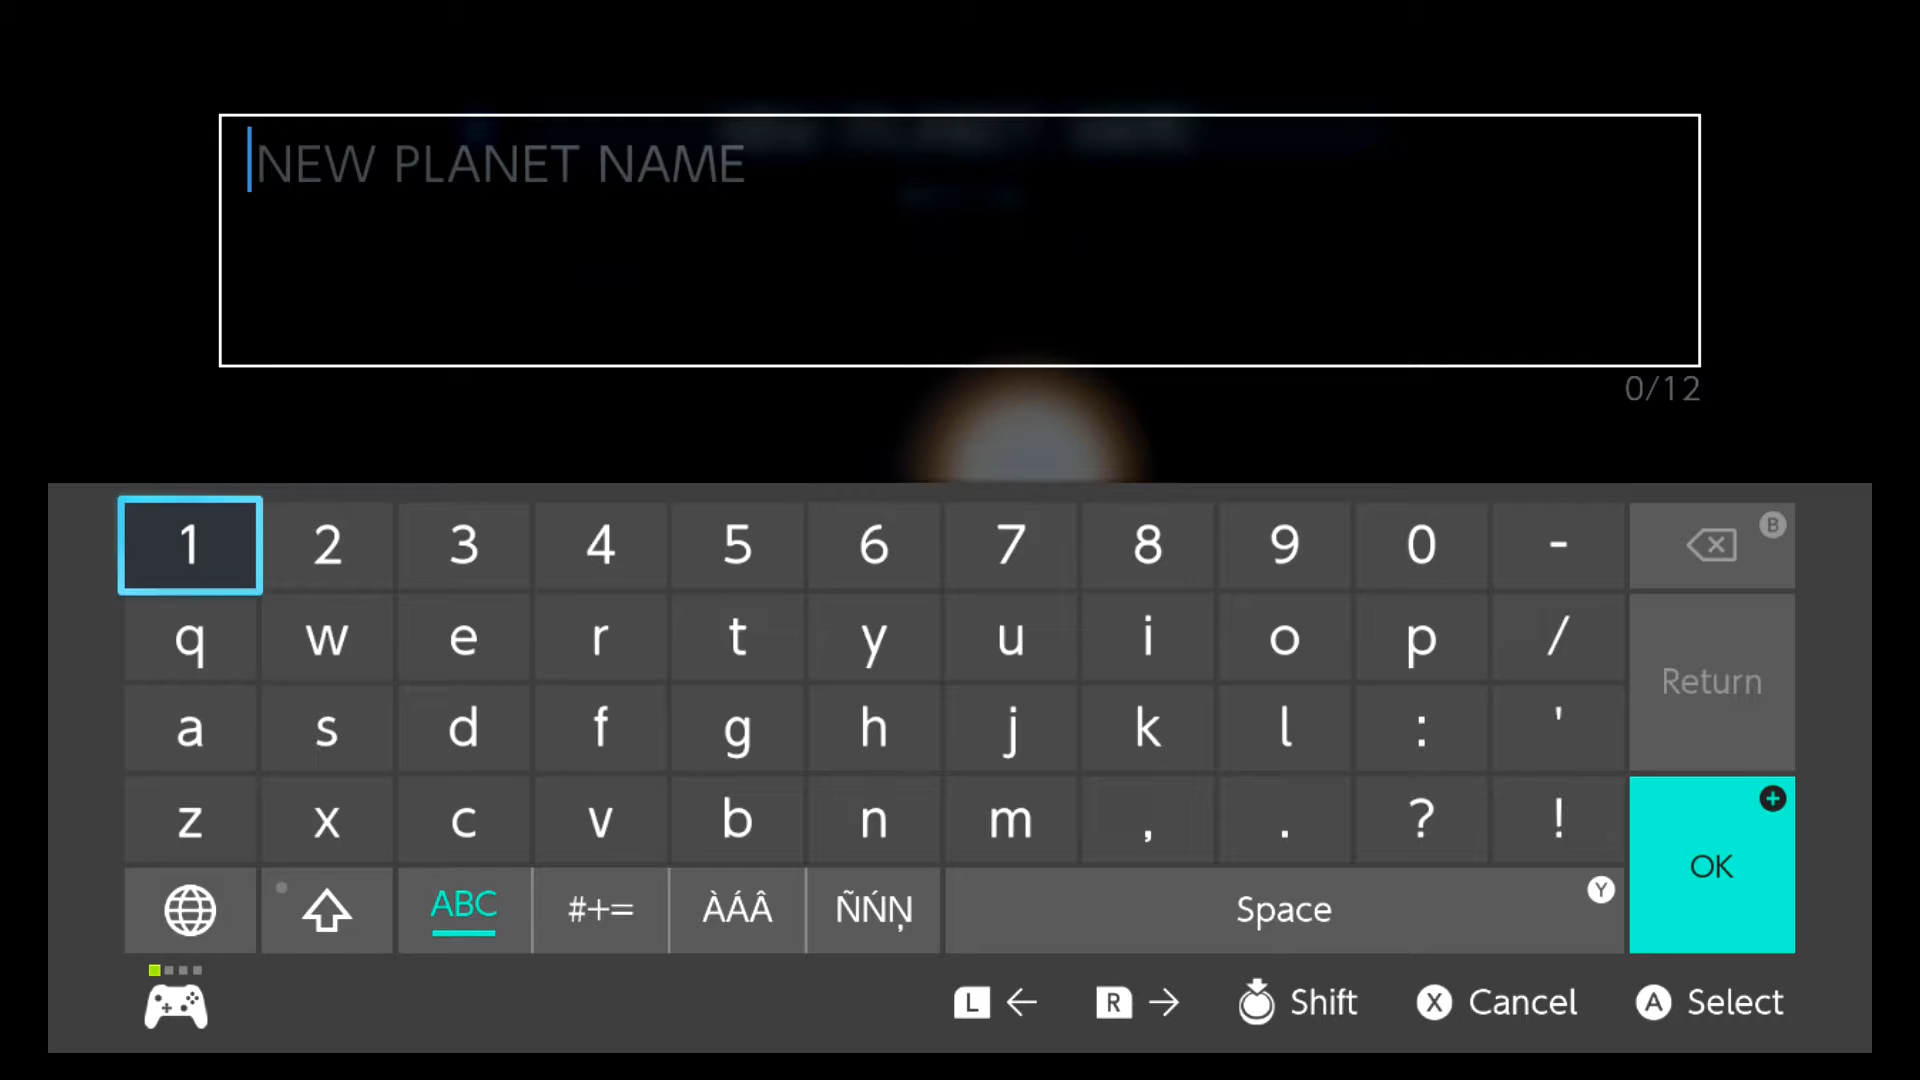 NEW PLANET NAME
0/12
1 2 3 4 5 6 7 8 9 0 - B
q w e r t y u i o p /
Return
a s d f g h j k l : '
z x c v b n m , . ? !
OK
ABC #+= ÀÁÂ ÑŃŅ Space Y
L ← R → Shift X Cancel A Select